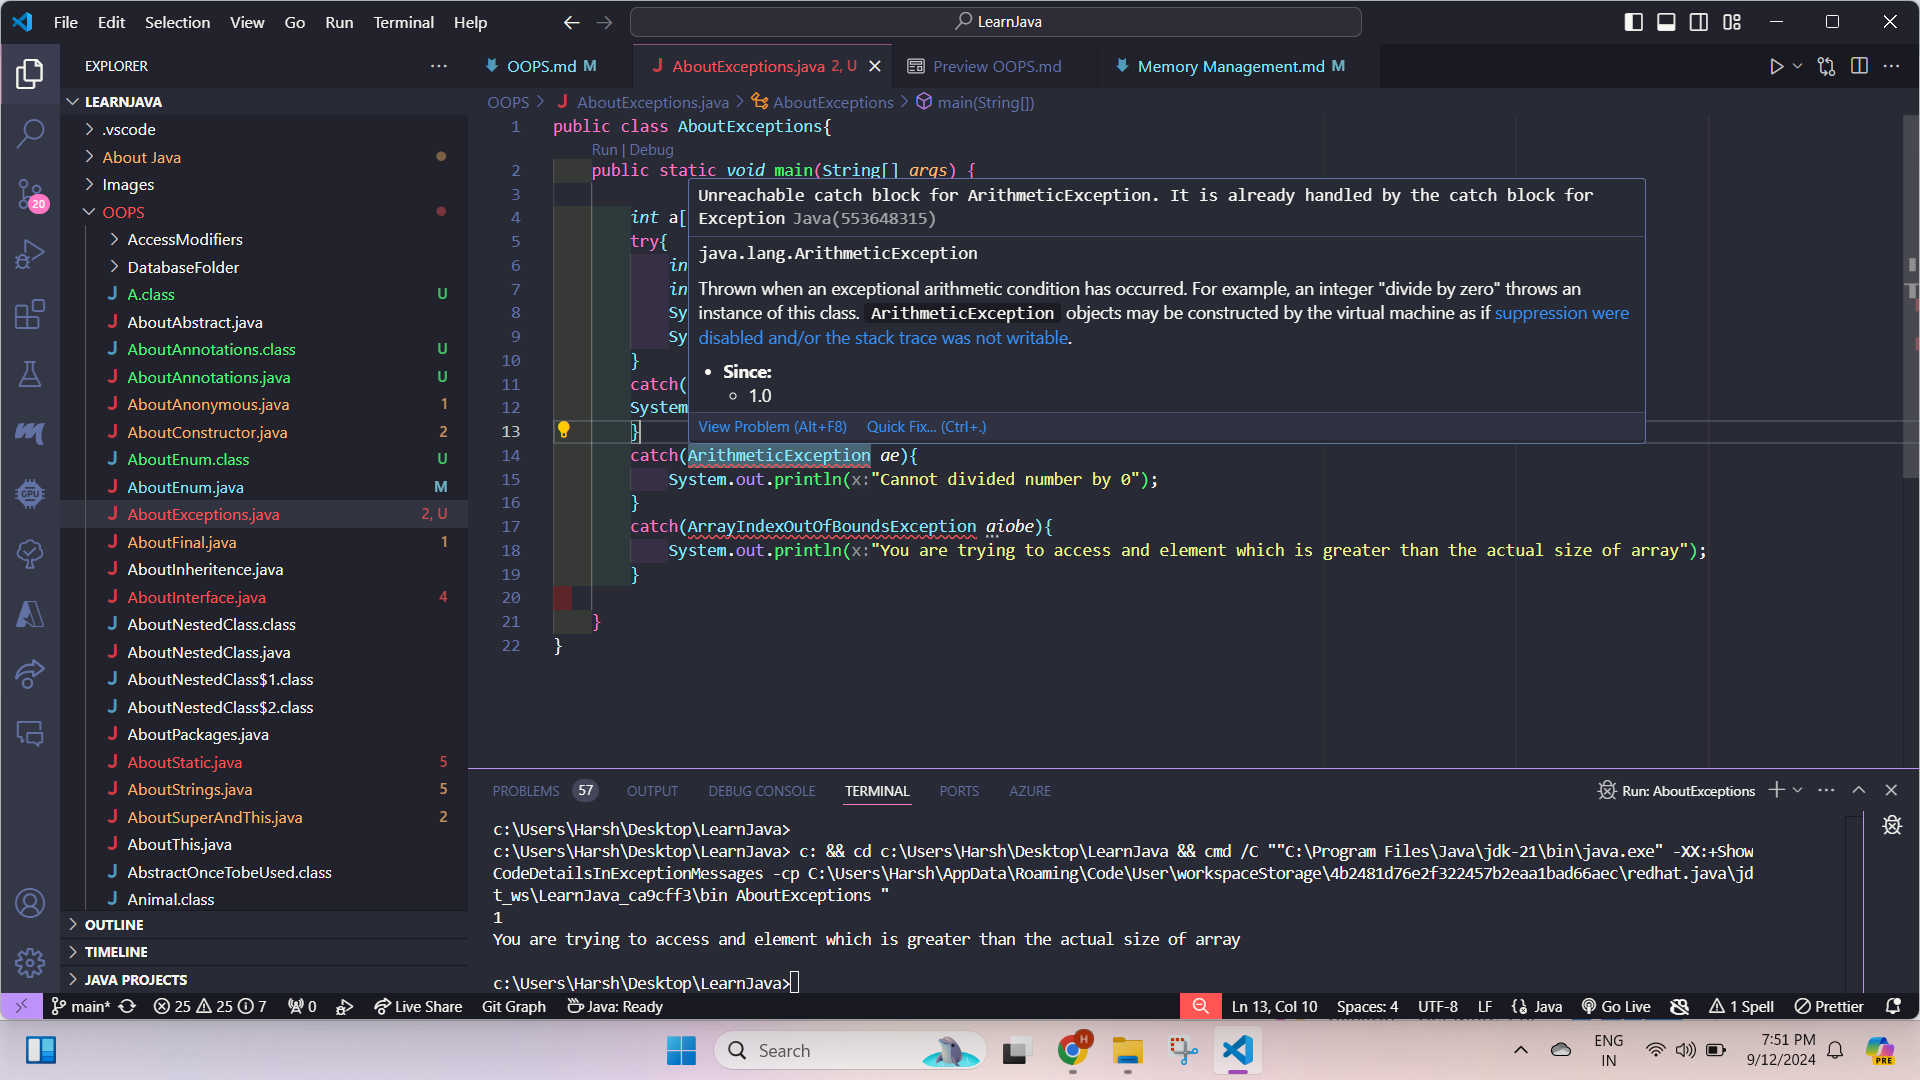 File Edit Selection View Go Run Terminal Help
LearnJava
EXPLORER
OOPS.md M
AboutExceptions.java 2, U
Preview OOPS.md
Memory Management.md M
LEARNJAVA
.vscode
About Java
Images
OOPS
AccessModifiers
DatabaseFolder
A.class U
AboutAbstract.java
AboutAnnotations.class U
AboutAnnotations.java U
AboutAnonymous.java 1
AboutConstructor.java 2
AboutEnum.class U
AboutEnum.java M
AboutExceptions.java 2, U
AboutFinal.java 1
AboutInheritence.java
AboutInterface.java 4
AboutNestedClass.class
AboutNestedClass.java
AboutNestedClass$1.class
AboutNestedClass$2.class
AboutPackages.java
AboutStatic.java 5
AboutStrings.java 5
AboutSuperAndThis.java 2
AboutThis.java
AbstractOnceTobeUsed.class
Animal.class
OUTLINE
TIMELINE
JAVA PROJECTS
20
GPU
OOPS > AboutExceptions.java > AboutExceptions > main(String[])
1 public class AboutExceptions{
Run | Debug
2 public static void main(String[] args) {
3
4 int a[
5 try{
6 in
7 in
8 Sy
9 Sy
10 }
11 catch(
12 System
13 }
14 catch(ArithmeticException ae){
15 System.out.println(x:"Cannot divided number by 0");
16 }
17 catch(ArrayIndexOutOfBoundsException aiobe){
18 System.out.println(x:"You are trying to access and element which is greater than the actual size of array");
19 }
20
21 }
22 }
Unreachable catch block for ArithmeticException. It is already handled by the catch block for
Exception Java(553648315)
java.lang.ArithmeticException
Thrown when an exceptional arithmetic condition has occurred. For example, an integer "divide by zero" throws an
instance of this class. ArithmeticException objects may be constructed by the virtual machine as if suppression were
disabled and/or the stack trace was not writable.
Since:
1.0
View Problem (Alt+F8) Quick Fix... (Ctrl+.)
PROBLEMS 57 OUTPUT DEBUG CONSOLE TERMINAL PORTS AZURE
Run: AboutExceptions
c:\Users\Harsh\Desktop\LearnJava>
c:\Users\Harsh\Desktop\LearnJava> c: && cd c:\Users\Harsh\Desktop\LearnJava && cmd /C ""C:\Program Files\Java\jdk-21\bin\java.exe" -XX:+Show
CodeDetailsInExceptionMessages -cp C:\Users\Harsh\AppData\Roaming\Code\User\workspaceStorage\4b2481d76e2f322457b2eaa1bad66aec\redhat.java\jd
t_ws\LearnJava_ca9cff3\bin AboutExceptions "
1
You are trying to access and element which is greater than the actual size of array
c:\Users\Harsh\Desktop\LearnJava>
main* 25 25 7 0 Live Share Git Graph Java: Ready
Ln 13, Col 10 Spaces: 4 UTF-8 LF {} Java Go Live 1 Spell Prettier
Search
H
ENG
IN
7:51 PM
9/12/2024
PRE